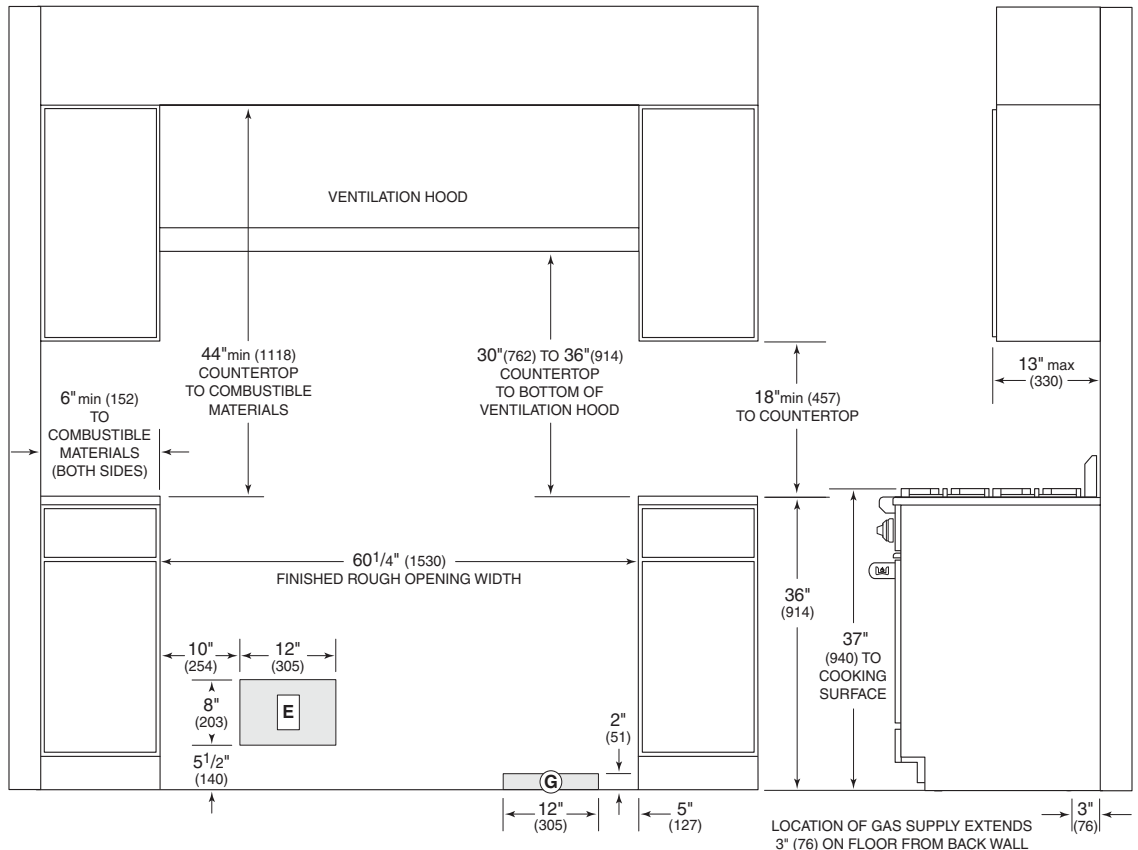 VENTILATION HOOD
44" min (1118)
COUNTERTOP
TO COMBUSTIBLE
MATERIALS
30" (762) TO 36" (914)
COUNTERTOP
TO BOTTOM OF
VENTILATION HOOD
13" max
(330)
18" min (457)
TO COUNTERTOP
6" min (152)
TO
COMBUSTIBLE
MATERIALS
(BOTH SIDES)
60 1/4" (1530)
FINISHED ROUGH OPENING WIDTH
36"
(914)
37"
(940) TO
COOKING
SURFACE
10"
(254)
12"
(305)
8"
(203)
E
5 1/2"
(140)
2"
(51)
G
12"
(305)
5"
(127)
3"
(76)
LOCATION OF GAS SUPPLY EXTENDS
3" (76) ON FLOOR FROM BACK WALL